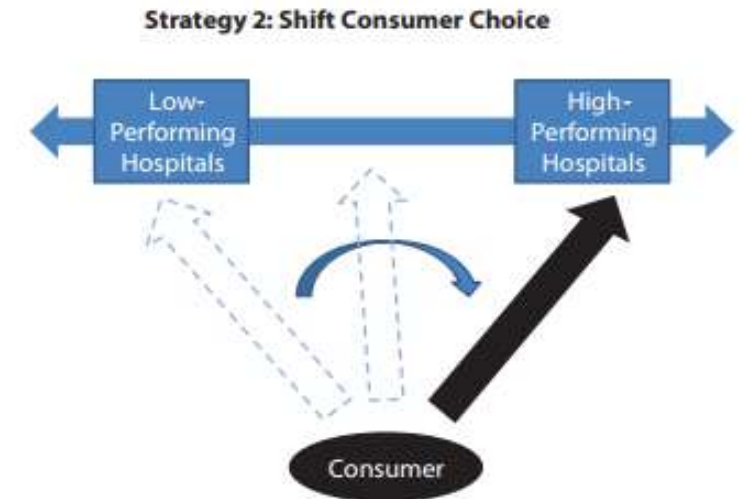 Strategy 2: Shift Consumer Choice
Low-
Performing
Hospitals
High-
Performing
Hospitals
Consumer